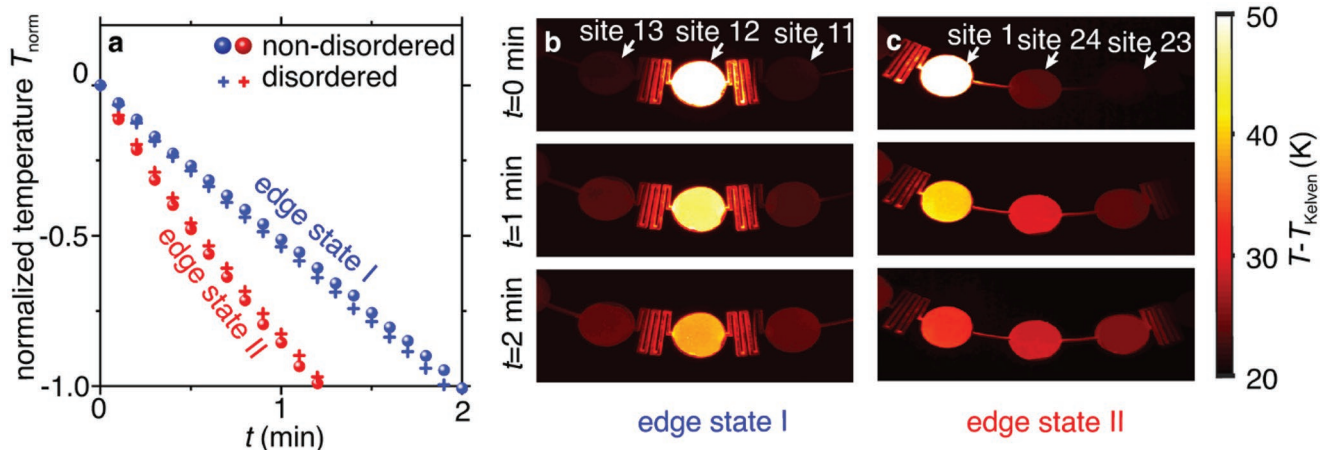 a
non-disordered
disordered
normalized temperature T_norm
0
-0.5
-1.0
edge state I
edge state II
0
1
2
t (min)
b
site 13
site 12
site 11
t=0 min
t=1 min
t=2 min
edge state I
c
site 1
site 24
site 23
edge state II
50
40
30
20
T-T_Kelven (K)